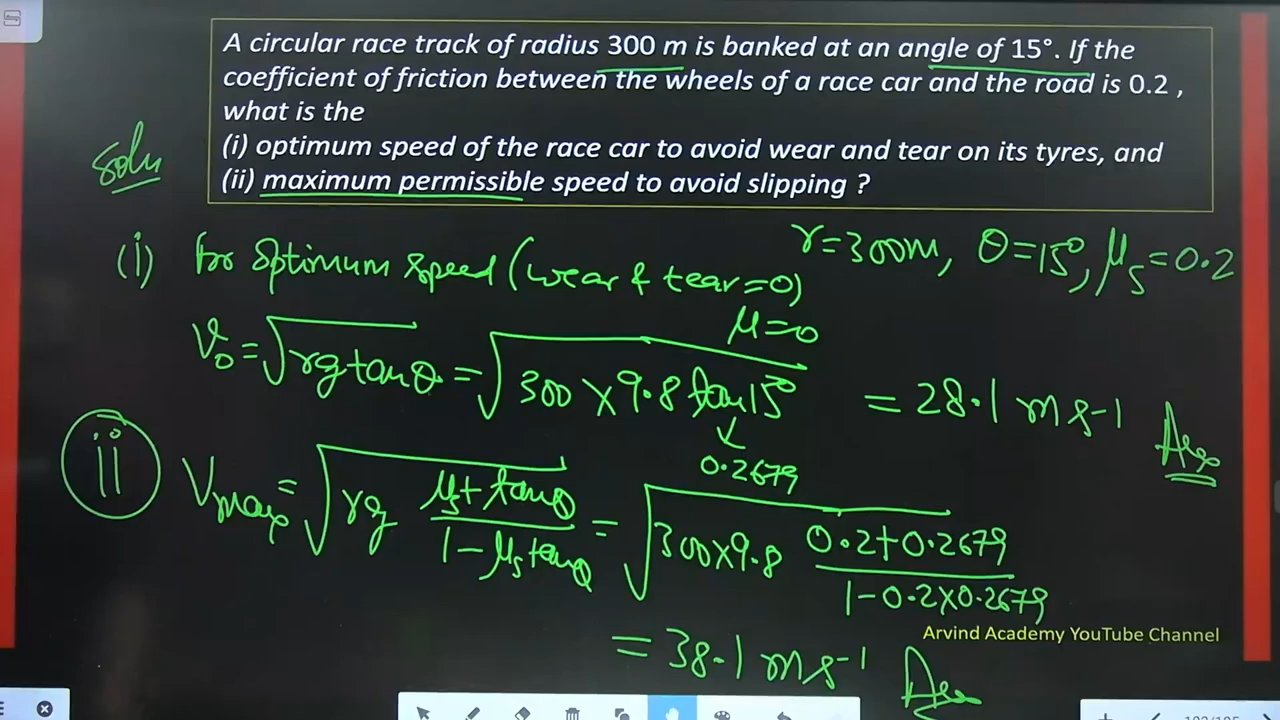 A circular race track of radius 300 m is banked at an angle of 15°. If the
coefficient of friction between the wheels of a race car and the road is 0.2 ,
what is the
(i) optimum speed of the race car to avoid wear and tear on its tyres, and
(ii) maximum permissible speed to avoid slipping ?
Soln
r=300m, θ=15°, μs=0.2
(i) for optimum speed (wear & tear=0)
μ=0
v₀=√rg tanθ = √300×9.8 tan15° = 28.1 ms-1 Ans
0.2679
ii Vmax = √rg (μs+tanθ)/(1-μs tanθ) = √300×9.8 (0.2+0.2679)/(1-0.2×0.2679)
Arvind Academy YouTube Channel
= 38.1 ms-1 Ans